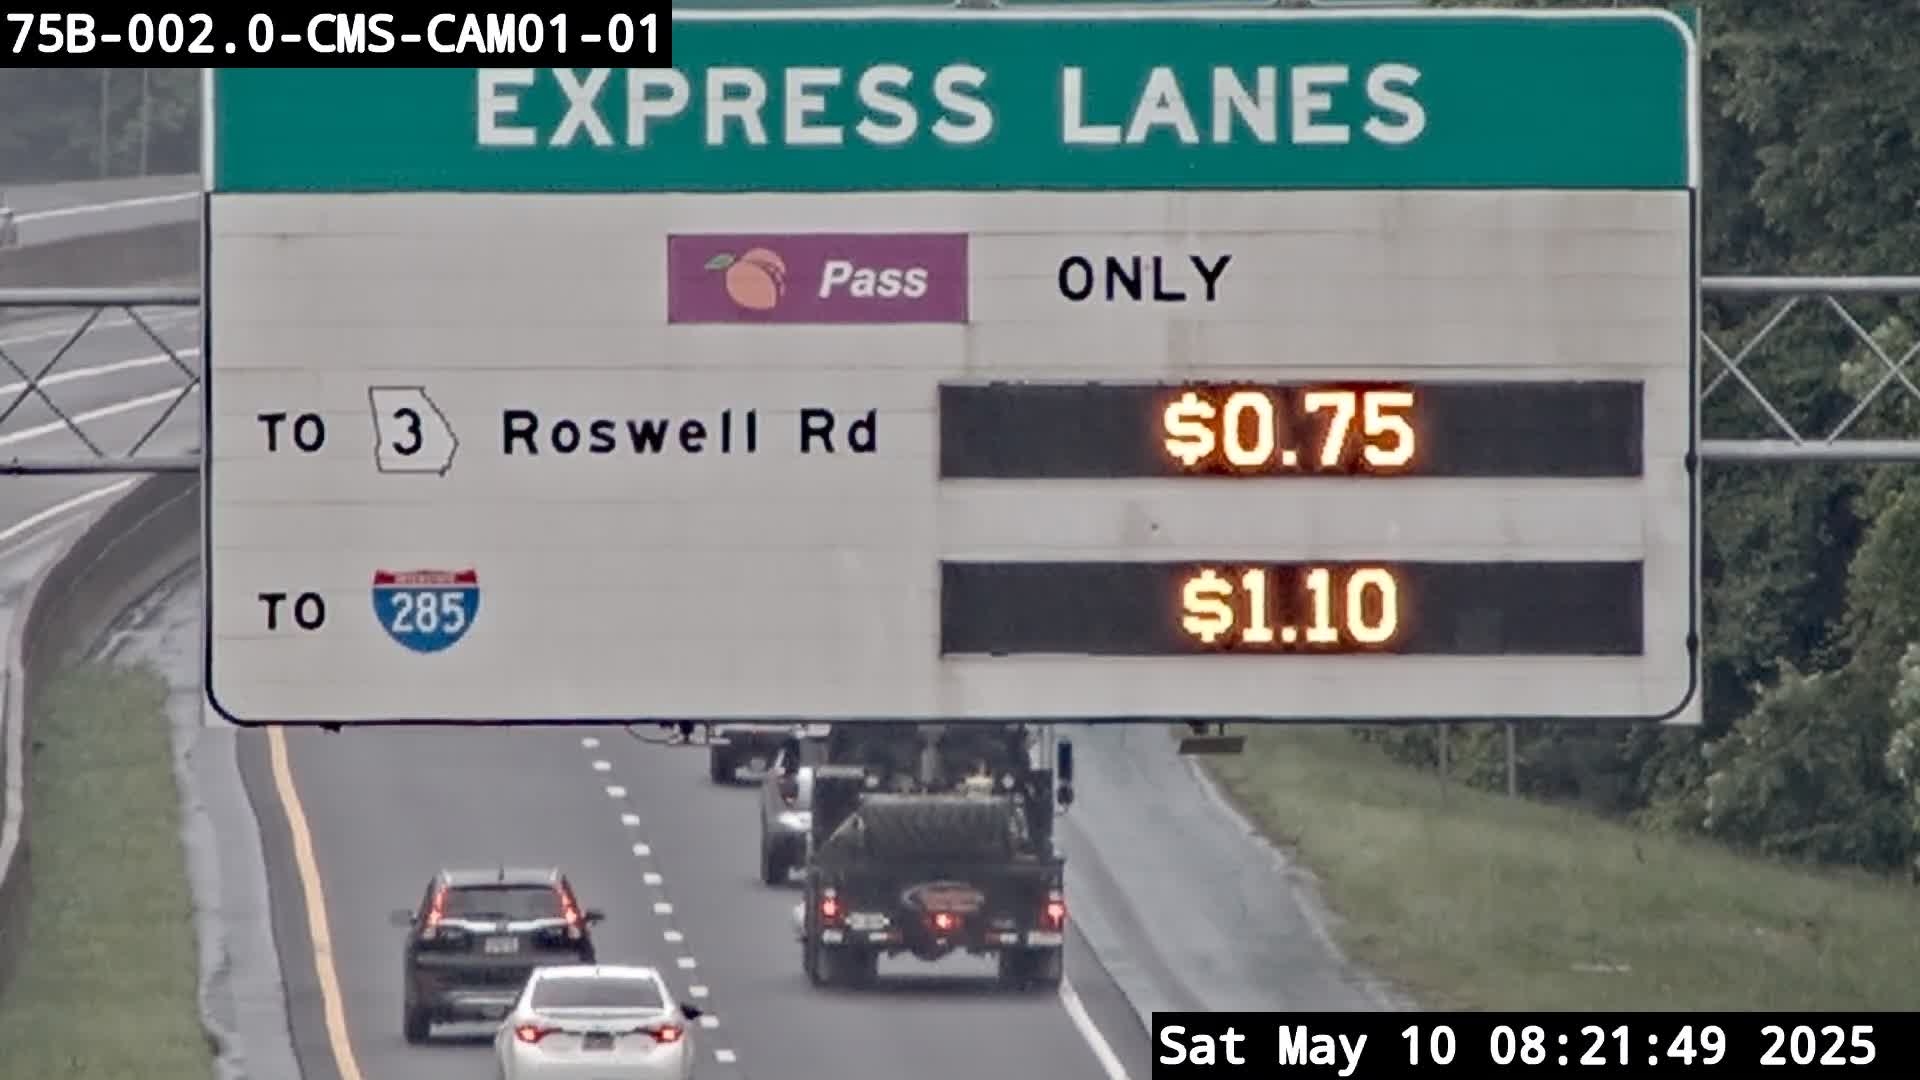 75B-002.0-CMS-CAM01-01
EXPRESS LANES
Pass ONLY
TO 3 Roswell Rd $0.75
TO 285 $1.10
Sat May 10 08:21:49 2025